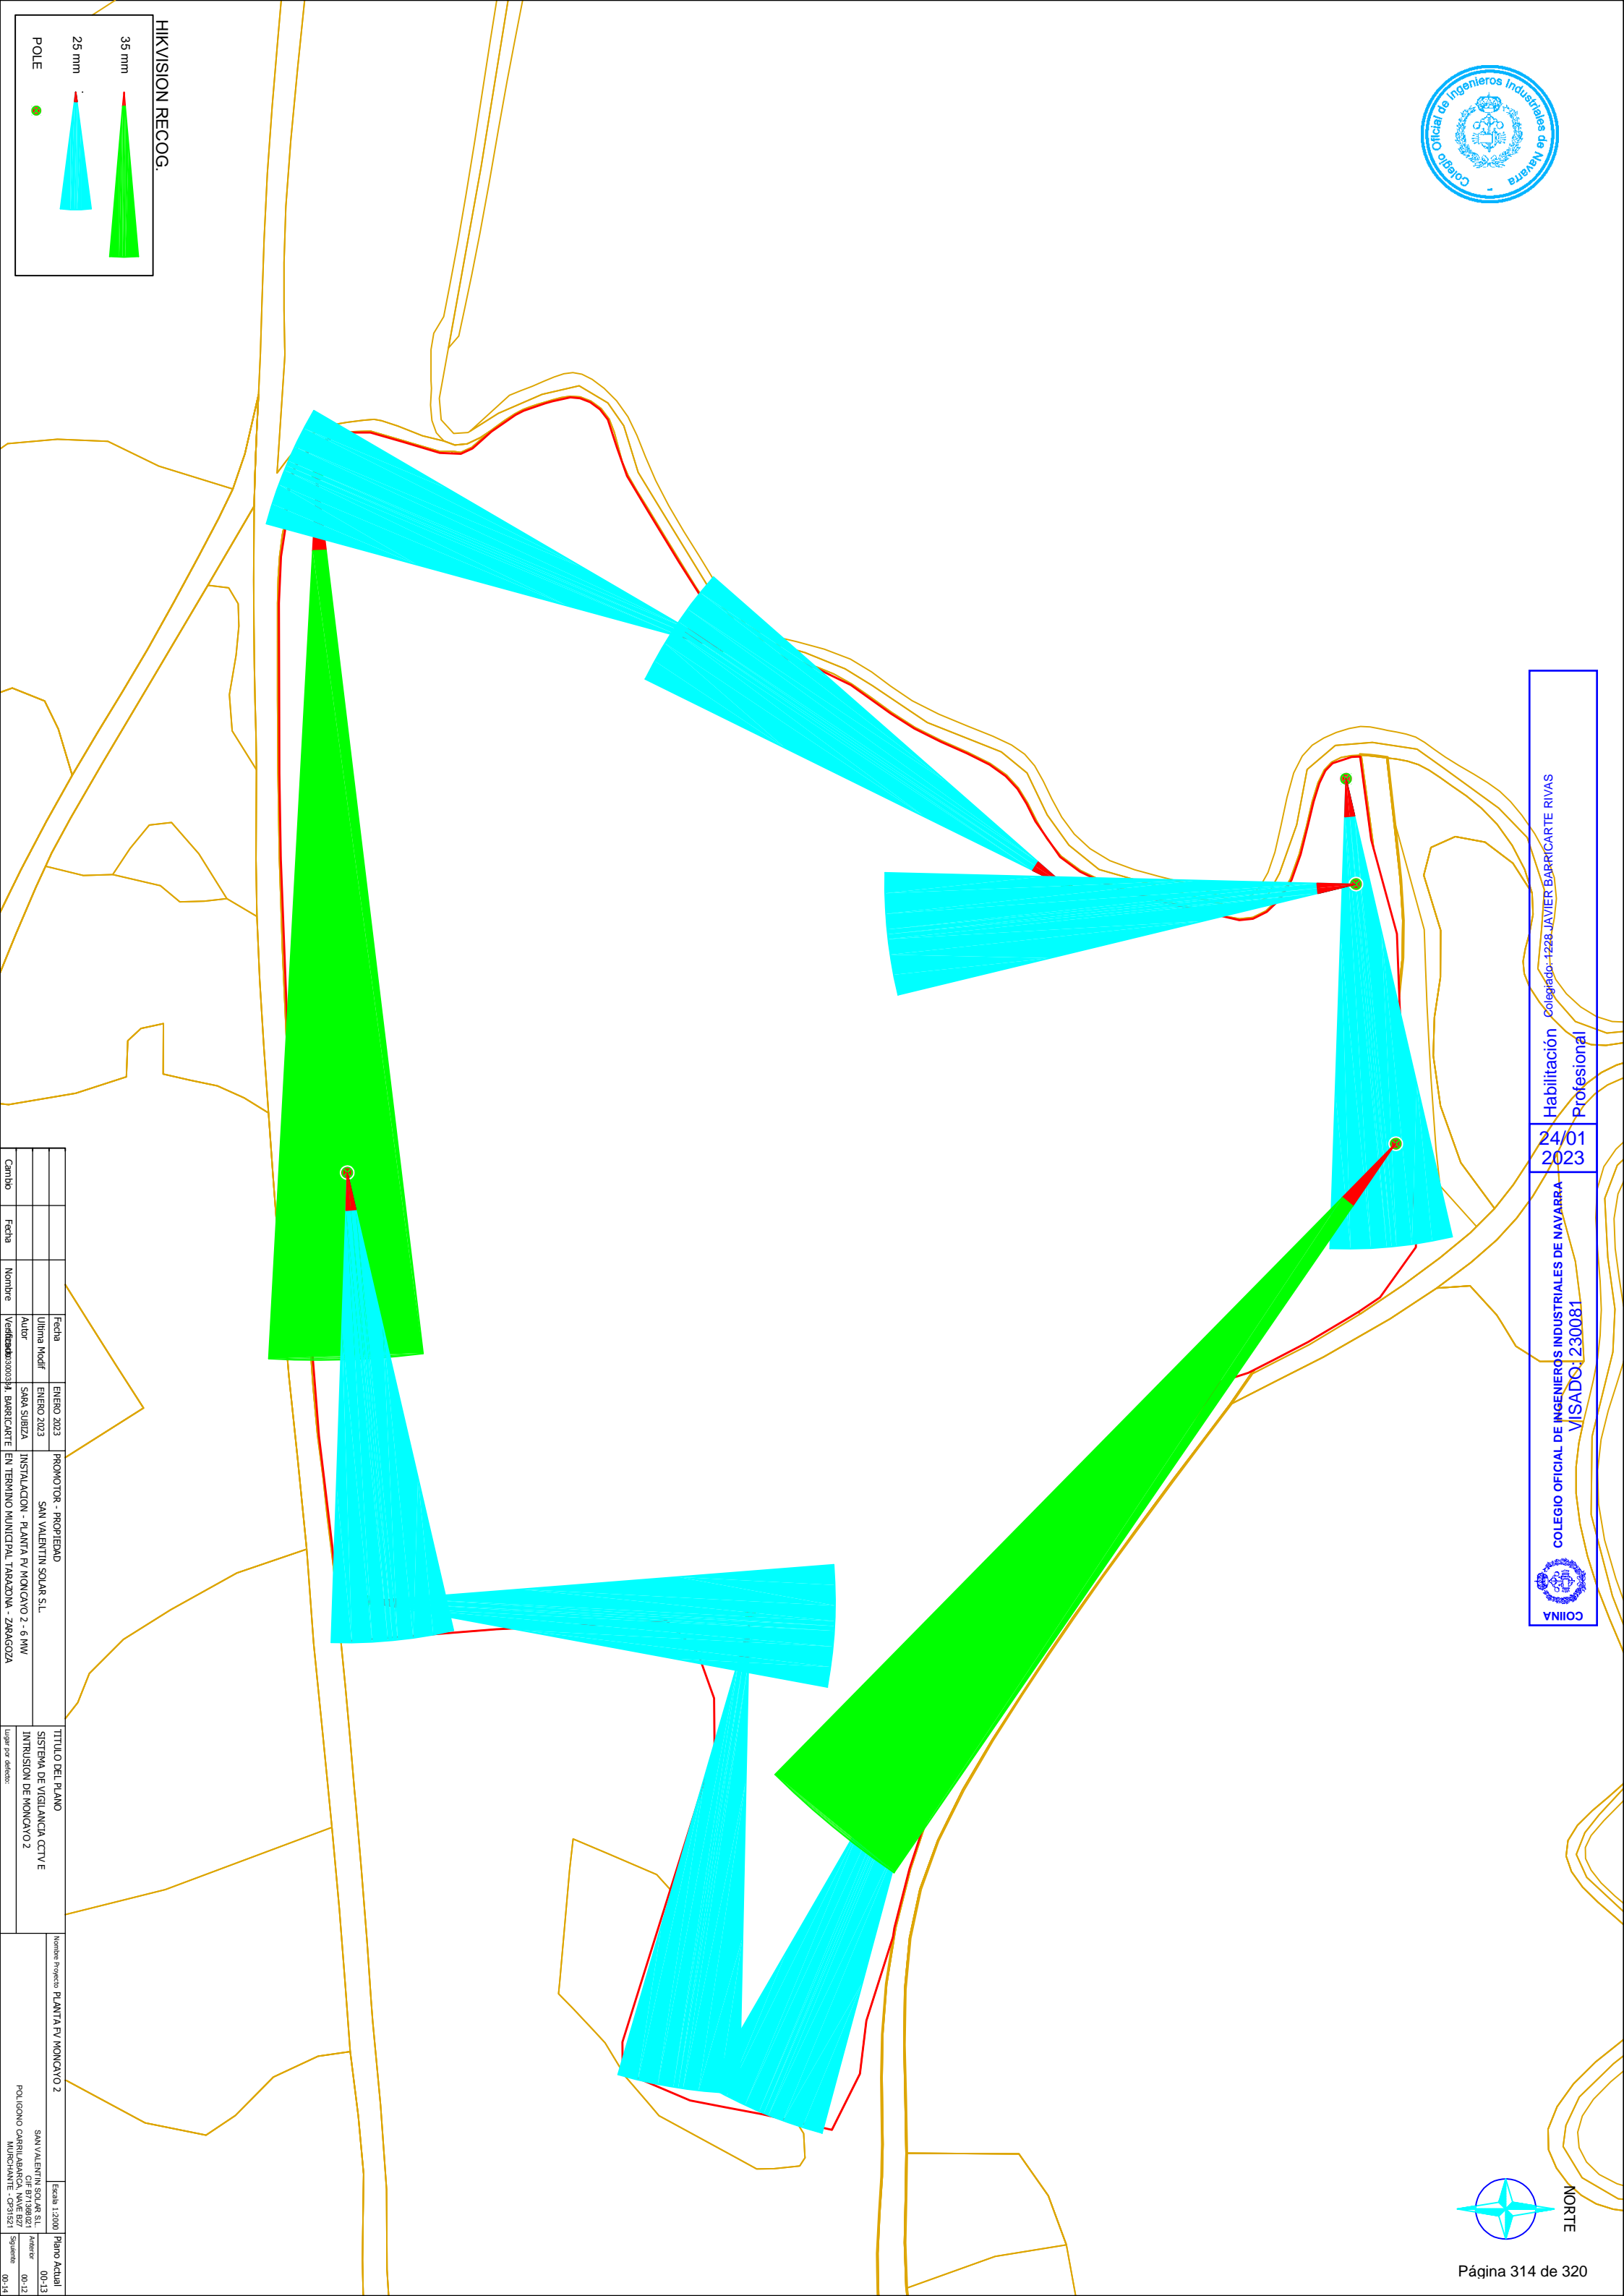 HIKVISION RECOG.
35 mm
25 mm
POLE
Colegio Oficial de Ingenieros Industriales de Navarra
Habilitación Profesional
Colegiado: 1228 JAVIER BARRICARTE RIVAS
24/01
2023
COLEGIO OFICIAL DE INGENIEROS INDUSTRIALES DE NAVARRA
VISADO: 230081
COIINA
NORTE
Página 314 de 320
Cambio
Fecha
Nombre
Fecha
ENERO 2023
Ultima Modif
ENERO 2023
Autor
SARA SUBIZA
J. BARRICARTE
PROMOTOR - PROPIEDAD
SAN VALENTIN SOLAR S.L.
INSTALACION - PLANTA FV MONCAYO 2 - 6 MW
EN TERMINO MUNICIPAL TARAZONA - ZARAGOZA
TITULO DEL PLANO
SISTEMA DE VIGILANCIA CCTV E
INTRUSION DE MONCAYO 2
Lugar por defecto:
Nombre Proyecto PLANTA FV MONCAYO 2
Escala 1:2000
SAN VALENTIN SOLAR S.L.
POLIGONO CARRILABARCA, NAVE B27
MURCHANTE - CP31521
Plano Actual
00-13
Anterior
00-12
Siguiente
00-14